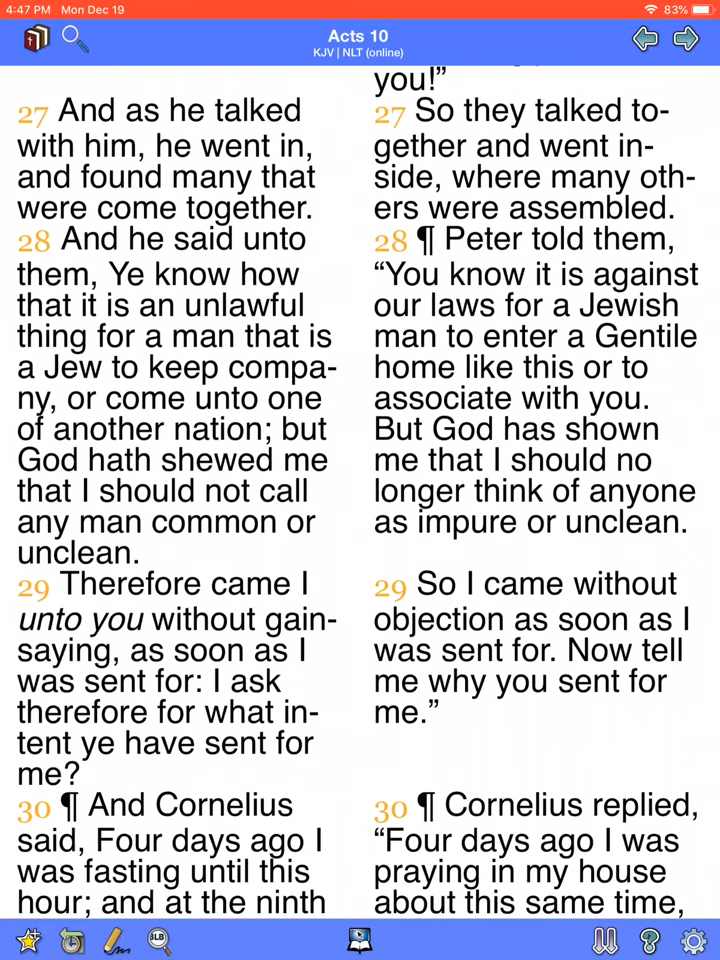 4:47 PM Mon Dec 19
83%
Acts 10
KJV | NLT (online)
27 And as he talked
with him, he went in,
and found many that
were come together.
28 And he said unto
them, Ye know how
that it is an unlawful
thing for a man that is
a Jew to keep compa-
ny, or come unto one
of another nation; but
God hath shewed me
that I should not call
any man common or
unclean.
29 Therefore came I
unto you without gain-
saying, as soon as I
was sent for: I ask
therefore for what in-
tent ye have sent for
me?
30 ¶ And Cornelius
said, Four days ago I
was fasting until this
hour; and at the ninth
you!”
27 So they talked to-
gether and went in-
side, where many oth-
ers were assembled.
28 ¶ Peter told them,
“You know it is against
our laws for a Jewish
man to enter a Gentile
home like this or to
associate with you.
But God has shown
me that I should no
longer think of anyone
as impure or unclean.
29 So I came without
objection as soon as I
was sent for. Now tell
me why you sent for
me.”
30 ¶ Cornelius replied,
“Four days ago I was
praying in my house
about this same time,
BLB